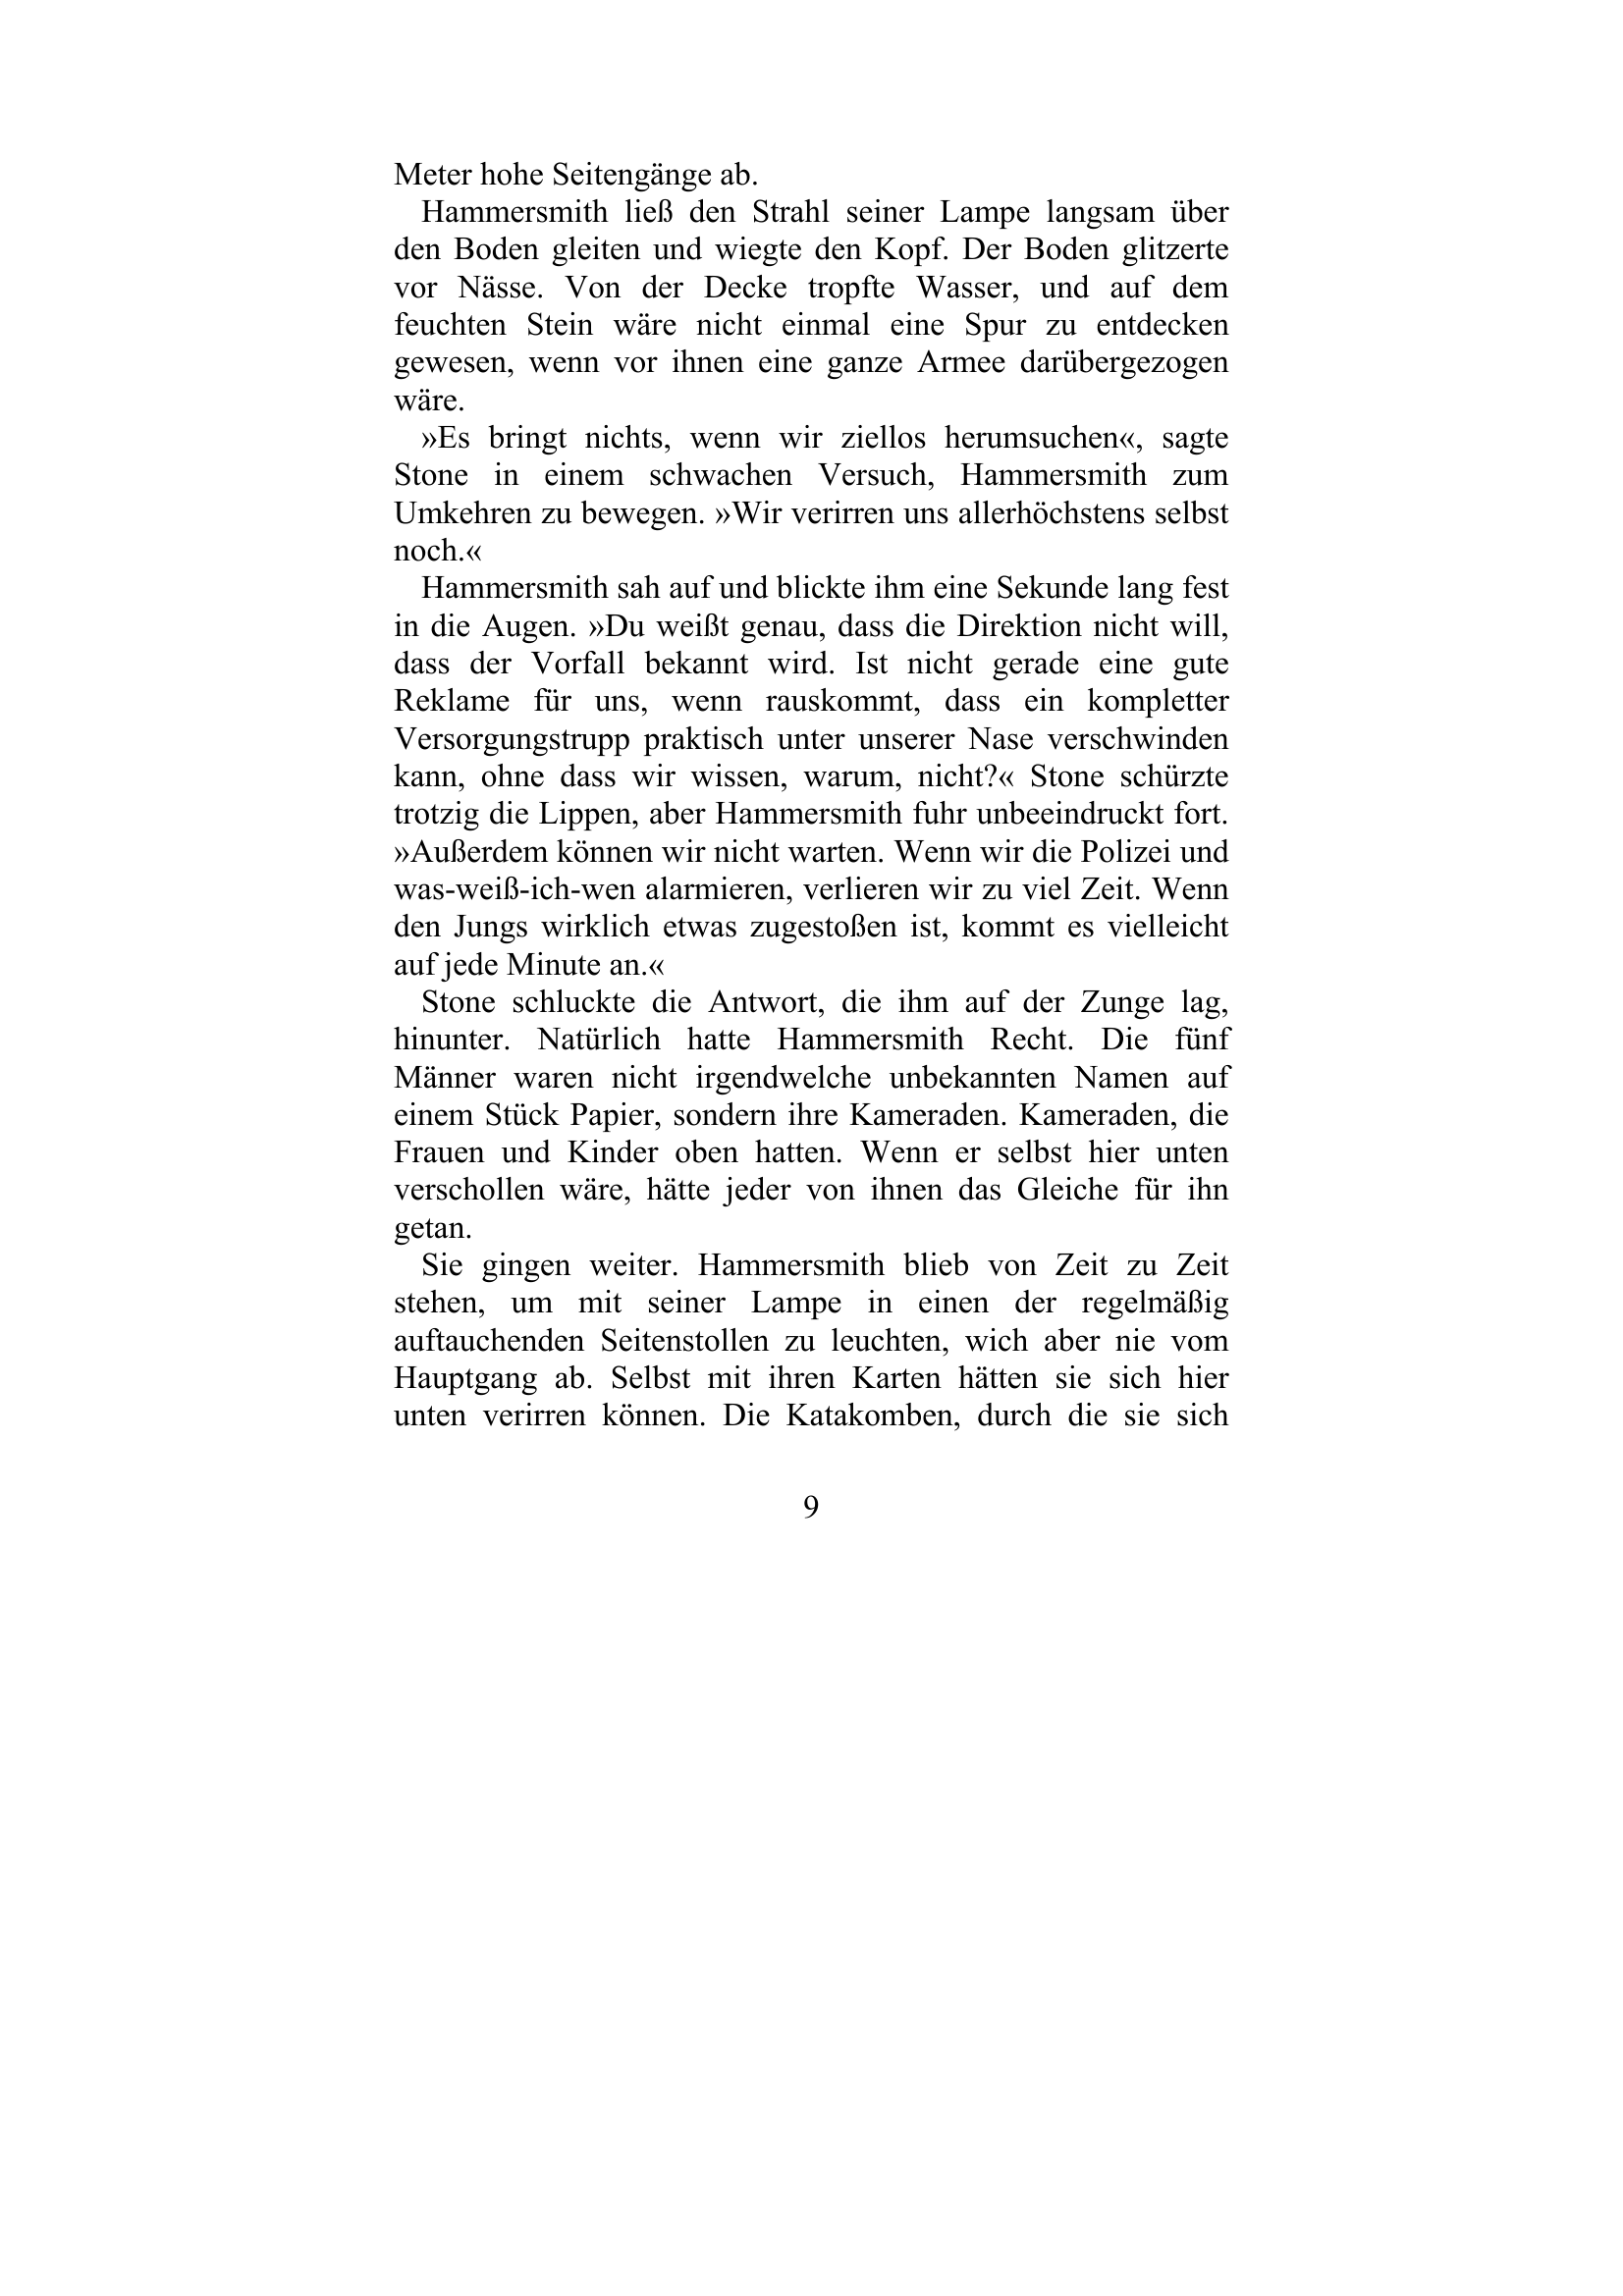 Meter hohe Seitengänge ab.
Hammersmith ließ den Strahl seiner Lampe langsam über
den Boden gleiten und wiegte den Kopf. Der Boden glitzerte
vor Nässe. Von der Decke tropfte Wasser, und auf dem
feuchten Stein wäre nicht einmal eine Spur zu entdecken
gewesen, wenn vor ihnen eine ganze Armee darübergezogen
wäre.
»Es bringt nichts, wenn wir ziellos herumsuchen«, sagte
Stone in einem schwachen Versuch, Hammersmith zum
Umkehren zu bewegen. »Wir verirren uns allerhöchstens selbst
noch.«
Hammersmith sah auf und blickte ihm eine Sekunde lang fest
in die Augen. »Du weißt genau, dass die Direktion nicht will,
dass der Vorfall bekannt wird. Ist nicht gerade eine gute
Reklame für uns, wenn rauskommt, dass ein kompletter
Versorgungstrupp praktisch unter unserer Nase verschwinden
kann, ohne dass wir wissen, warum, nicht?« Stone schürzte
trotzig die Lippen, aber Hammersmith fuhr unbeeindruckt fort.
»Außerdem können wir nicht warten. Wenn wir die Polizei und
was-weiß-ich-wen alarmieren, verlieren wir zu viel Zeit. Wenn
den Jungs wirklich etwas zugestoßen ist, kommt es vielleicht
auf jede Minute an.«
Stone schluckte die Antwort, die ihm auf der Zunge lag,
hinunter. Natürlich hatte Hammersmith Recht. Die fünf
Männer waren nicht irgendwelche unbekannten Namen auf
einem Stück Papier, sondern ihre Kameraden. Kameraden, die
Frauen und Kinder oben hatten. Wenn er selbst hier unten
verschollen wäre, hätte jeder von ihnen das Gleiche für ihn
getan.
Sie gingen weiter. Hammersmith blieb von Zeit zu Zeit
stehen, um mit seiner Lampe in einen der regelmäßig
auftauchenden Seitenstollen zu leuchten, wich aber nie vom
Hauptgang ab. Selbst mit ihren Karten hätten sie sich hier
unten verirren können. Die Katakomben, durch die sie sich
9